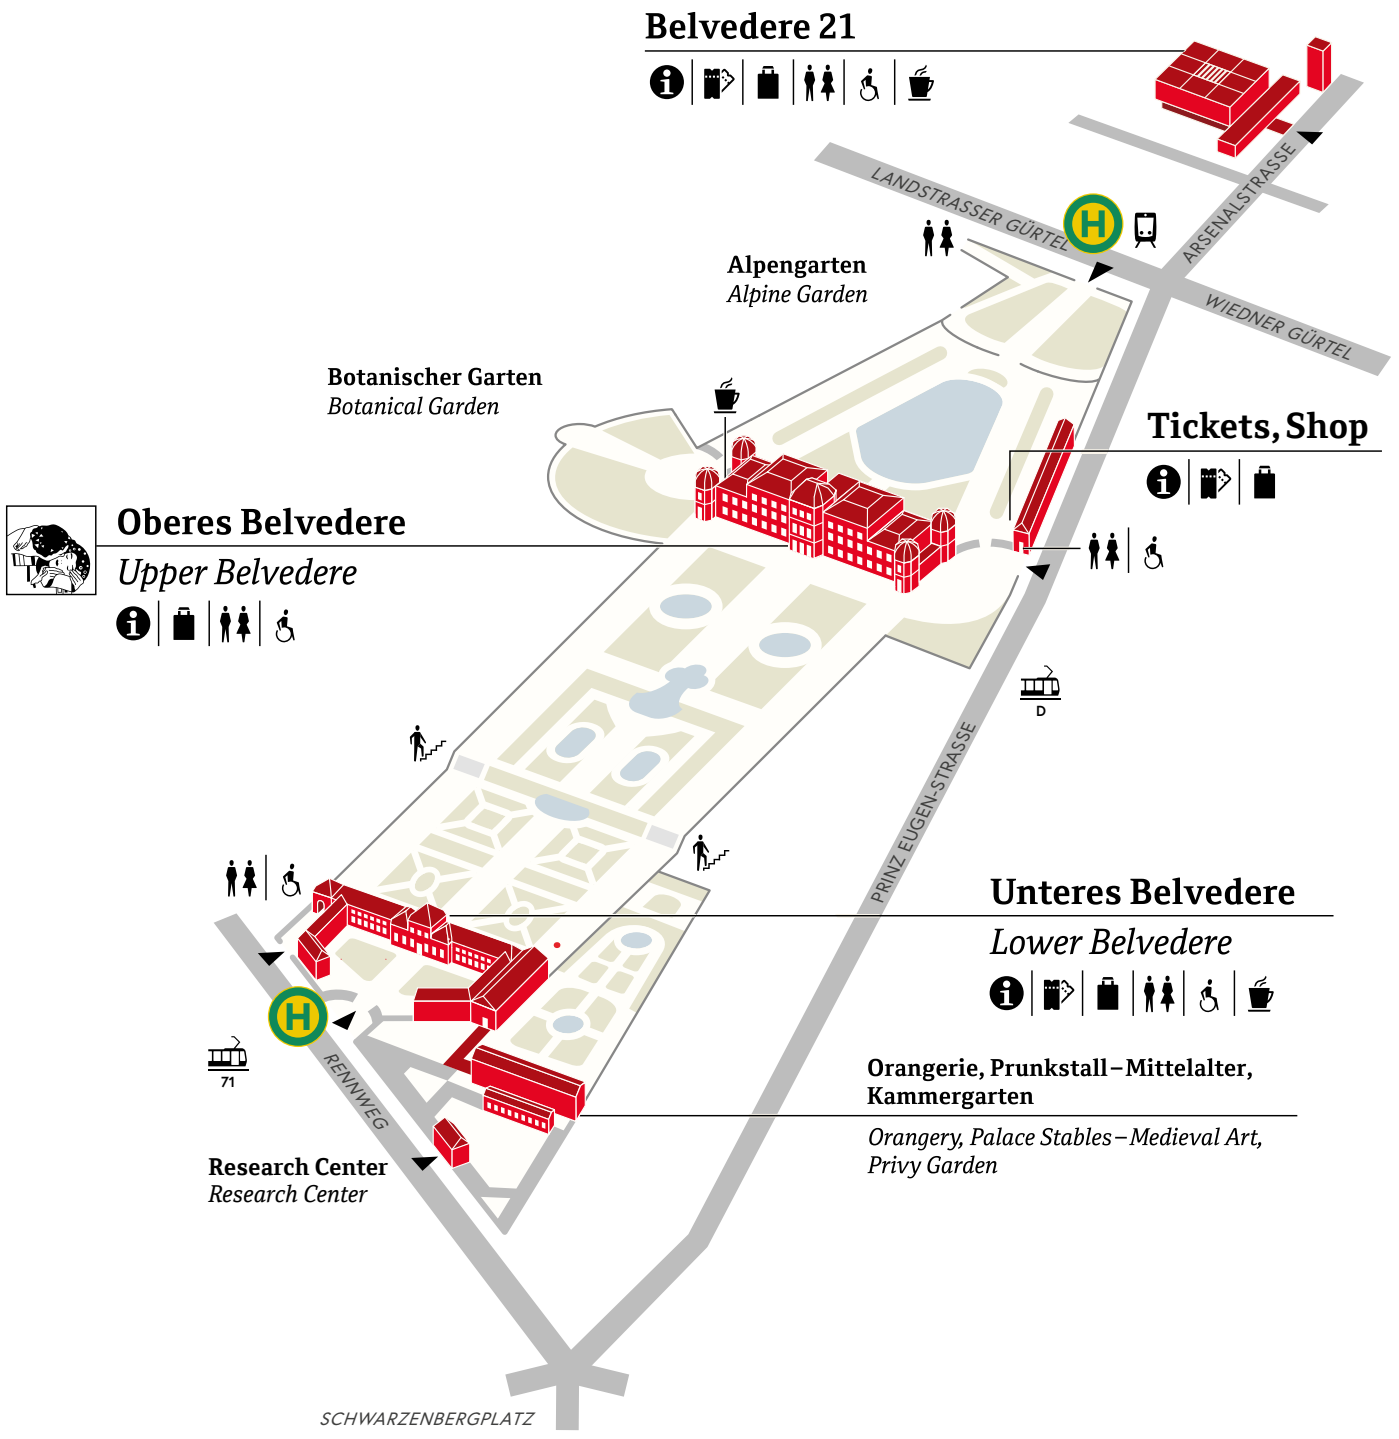 Belvedere 21
ARSENALSTRASSE
LANDSTRASSER GÜRTEL
H
WIEDNER GÜRTEL
Alpengarten
Alpine Garden
Botanischer Garten
Botanical Garden
Tickets, Shop
Oberes Belvedere
Upper Belvedere
D
PRINZ EUGEN-STRASSE
Unteres Belvedere
Lower Belvedere
H
71
RENNWEG
Orangerie, Prunkstall–Mittelalter,
Kammergarten
Orangery, Palace Stables–Medieval Art,
Privy Garden
Research Center
Research Center
SCHWARZENBERGPLATZ